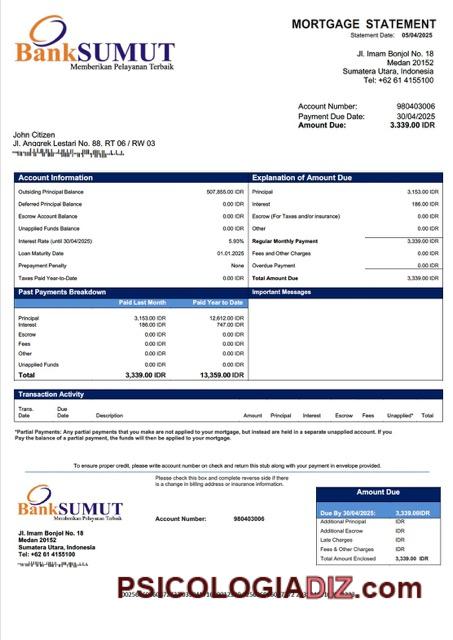 BankSUMUT
Memberikan Pelayanan Terbaik
MORTGAGE STATEMENT
Statement Date: 05/04/2025
Jl. Imam Bonjol No. 18
Medan 20152
Sumatera Utara, Indonesia
Tel: +62 61 4155100
Account Number: 980403006
Payment Due Date: 30/04/2025
Amount Due: 3.339.00 IDR
John Citizen
Jl. Anggrek Lestari No. 88, RT 06 / RW 03
Account Information
Outsiding Principal Balance 507,855.00 IDR
Deferred Principal Balance 0.00 IDR
Escrow Account Balance 0.00 IDR
Unapplied Funds Balance 0.00 IDR
Interest Rate (until 30/04/2025) 5.93%
Loan Maturity Date 01.01.2025
Prepayment Penalty None
Taxes Paid Year-to-Date 0.00 IDR
Explanation of Amount Due
Principal 3,153.00 IDR
Interest 186.00 IDR
Escrow (For Taxes and/or insurance) 0.00 IDR
Other 0.00 IDR
Regular Monthly Payment 3,339.00 IDR
Fees and Other Charges 0.00 IDR
Overdue Payment 0.00 IDR
Total Amount Due 3,339.00 IDR
Past Payments Breakdown
Paid Last Month Paid Year to Date
Principal 3,153.00 IDR 12,612.00 IDR
Interest 186.00 IDR 747.00 IDR
Escrow 0.00 IDR 0.00 IDR
Fees 0.00 IDR 0.00 IDR
Other 0.00 IDR 0.00 IDR
Unapplied Funds 0.00 IDR 0.00 IDR
Total 3,339.00 IDR 13,359.00 IDR
Important Messages
Transaction Activity
Trans. Date Due Date Description Amount Principal Interest Escrow Fees Unapplied* Total
*Partial Payments: Any partial payments that you make are not applied to your mortgage, but instead are held in a separate unapplied account. If you
Pay the balance of a partial payment, the funds will then be applied to your mortgage.
To ensure proper credit, please write account number on check and return this stub along with your payment in envelope provided.
Please check this box and complete reverse side if there
is a change in billing address or insurance information.
BankSUMUT
Memberikan Pelayanan Terbaik
Account Number: 980403006
Jl. Imam Bonjol No. 18
Medan 20152
Sumatera Utara, Indonesia
Tel: +62 61 4155100
Amount Due
Due By 30/04/2025: 3,339.00IDR
Additional Principal IDR
Additional Escrow IDR
Late Charges IDR
Fees & Other Charges IDR
Total Amount Enclosed 3,339.00 IDR
PSICOLOGIADIZ.com